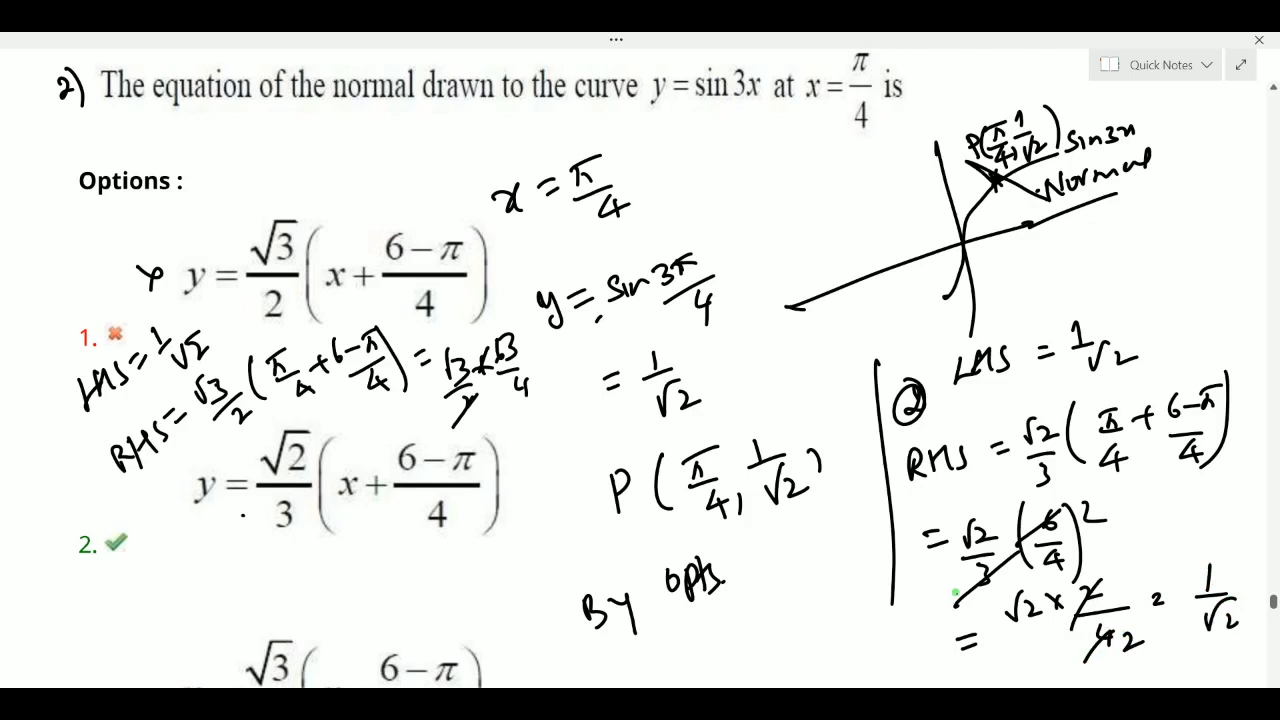 ...
Quick Notes
2) The equation of the normal drawn to the curve y = sin 3x at x = π/4 is
Options :
y = √3/2 ( x + (6 − π)/4 )
1.
LHS = 1/√2
RHS = √3/2 ( π/4 + (6−π)/4 ) = √3/2 × √3/4
y = √2/3 ( x + (6 − π)/4 )
2.
√3 ( 6 − π )
x = π/4
y = sin 3π/4
= 1/√2
P ( π/4, 1/√2 )
By opts
P(π/4, 1/√2) sin3x
Normal
LHS = 1/√2
②
RHS = √2/3 ( π/4 + (6−π)/4 )
= √2/3 ( 6/4 ) 2
= √2 × 2/4 2 = 1/√2